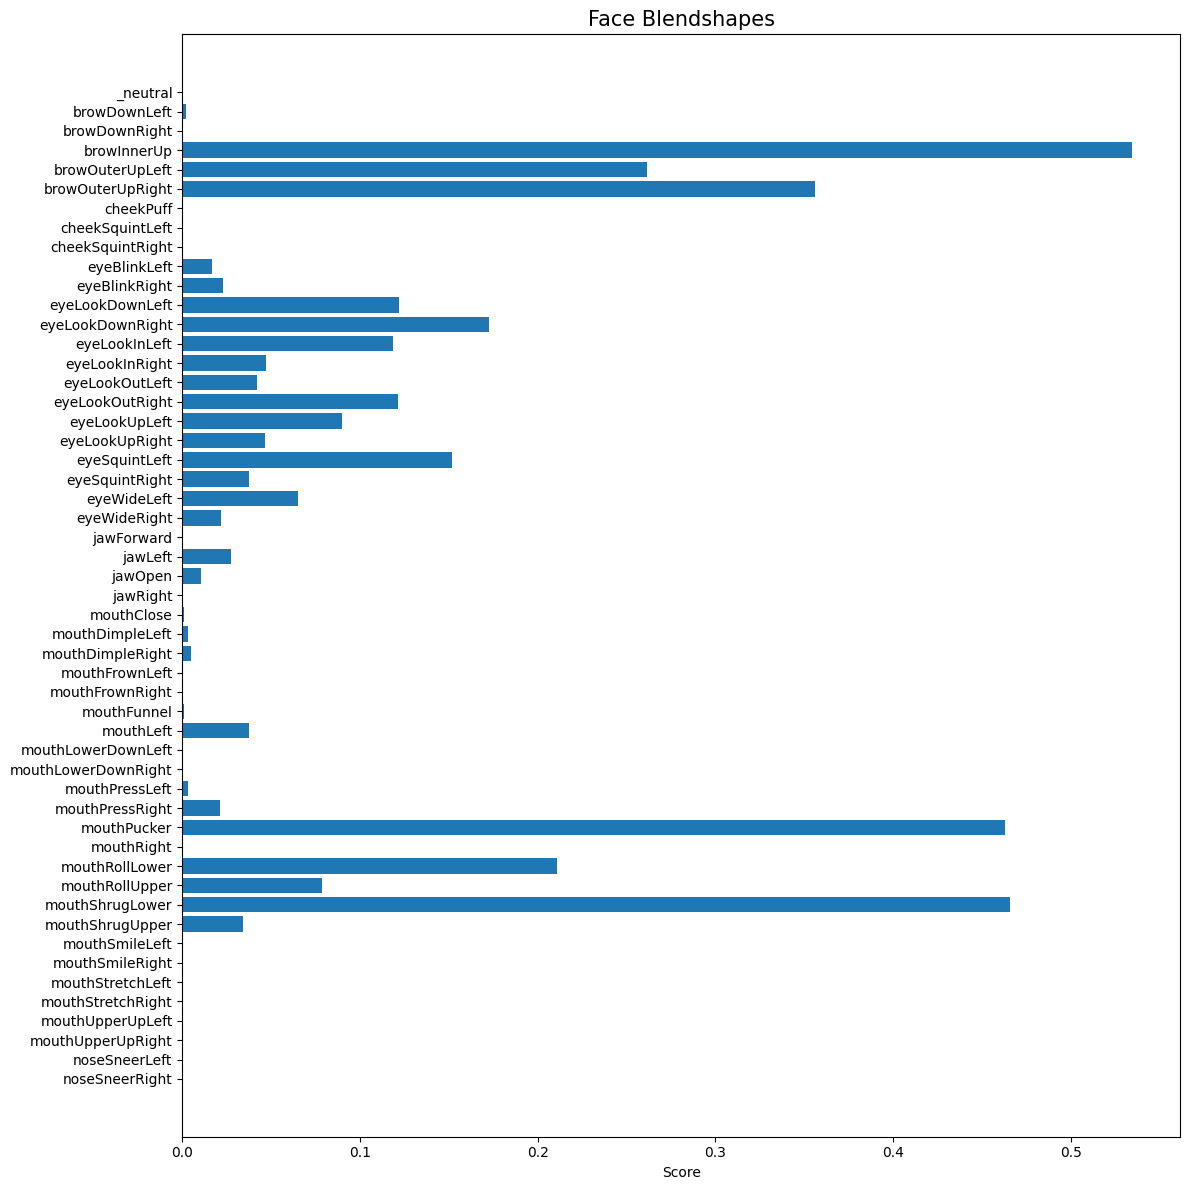 Face Blendshapes
_neutral
browDownLeft
browDownRight
browInnerUp
browOuterUpLeft
browOuterUpRight
cheekPuff
cheekSquintLeft
cheekSquintRight
eyeBlinkLeft
eyeBlinkRight
eyeLookDownLeft
eyeLookDownRight
eyeLookInLeft
eyeLookInRight
eyeLookOutLeft
eyeLookOutRight
eyeLookUpLeft
eyeLookUpRight
eyeSquintLeft
eyeSquintRight
eyeWideLeft
eyeWideRight
jawForward
jawLeft
jawOpen
jawRight
mouthClose
mouthDimpleLeft
mouthDimpleRight
mouthFrownLeft
mouthFrownRight
mouthFunnel
mouthLeft
mouthLowerDownLeft
mouthLowerDownRight
mouthPressLeft
mouthPressRight
mouthPucker
mouthRight
mouthRollLower
mouthRollUpper
mouthShrugLower
mouthShrugUpper
mouthSmileLeft
mouthSmileRight
mouthStretchLeft
mouthStretchRight
mouthUpperUpLeft
mouthUpperUpRight
noseSneerLeft
noseSneerRight
0.0 0.1 0.2 0.3 0.4 0.5
Score